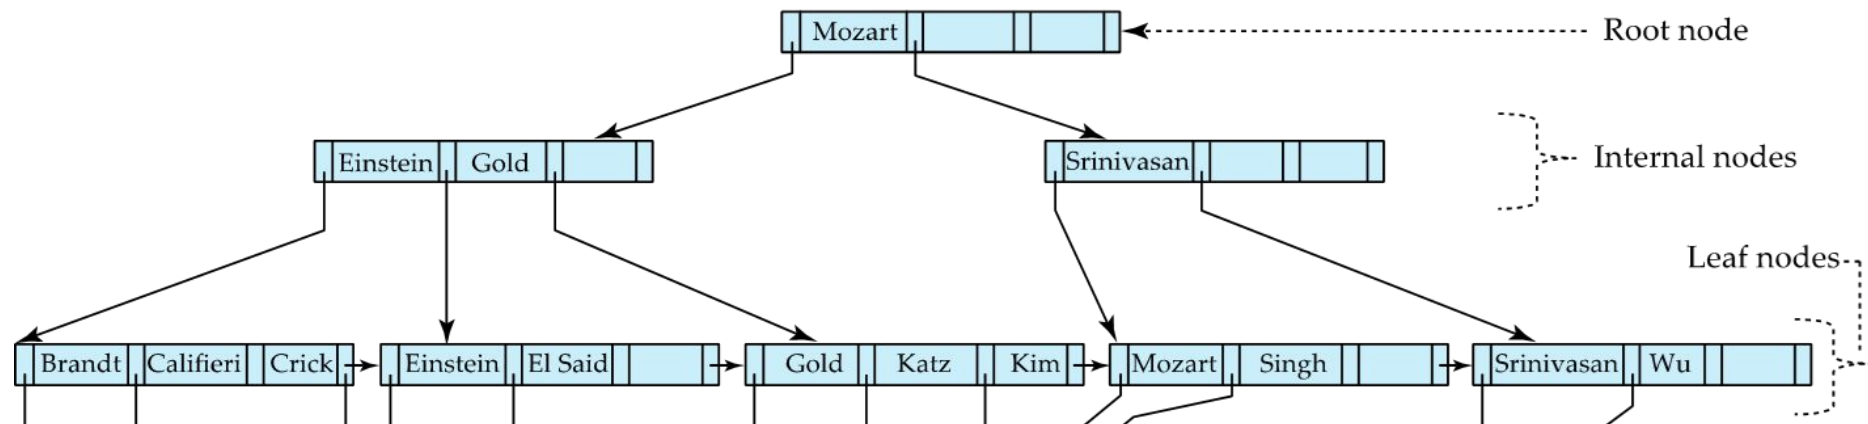 Mozart
Root node
Einstein Gold
Srinivasan
Internal nodes
Leaf nodes
Brandt Califieri Crick Einstein El Said Gold Katz Kim Mozart Singh Srinivasan Wu